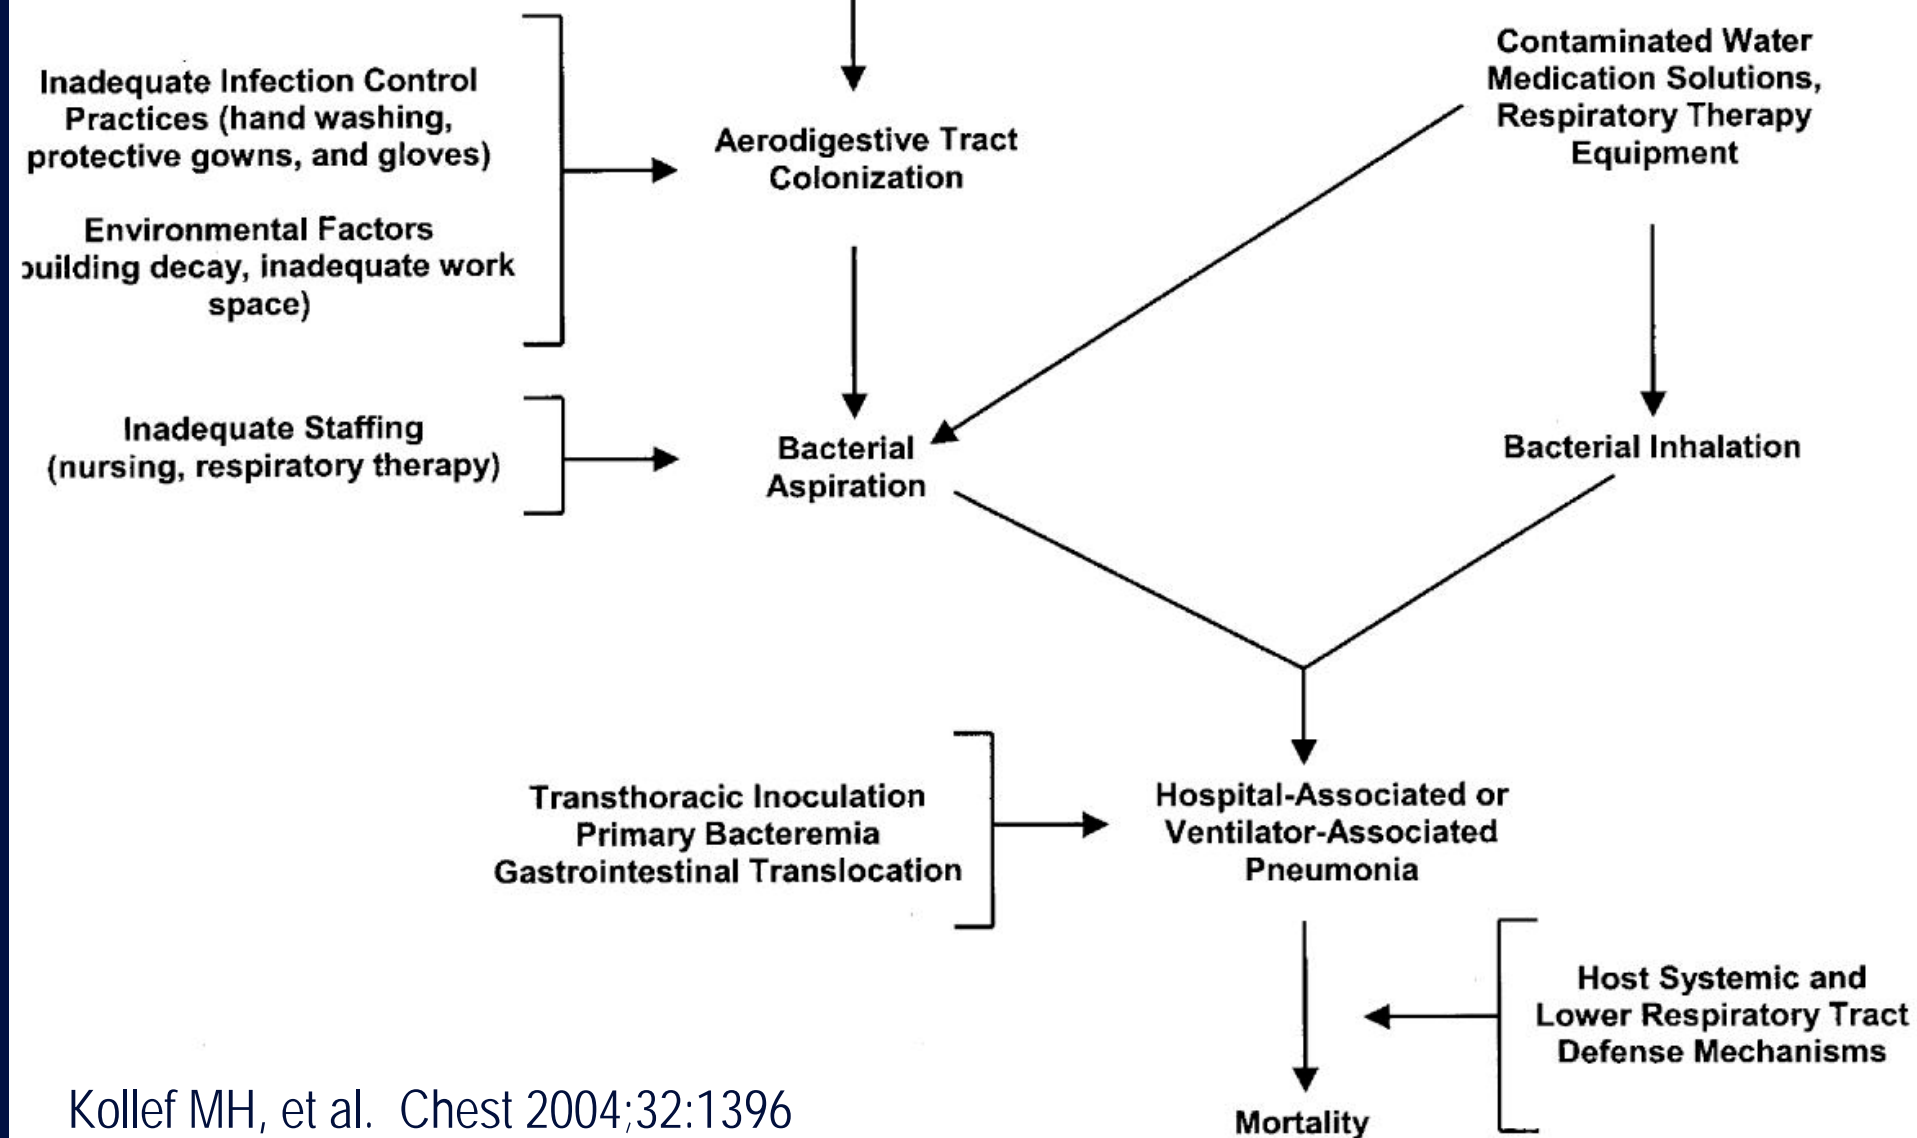 Inadequate Infection Control
Practices (hand washing,
protective gowns, and gloves)
Environmental Factors
building decay, inadequate work
space)
Inadequate Staffing
(nursing, respiratory therapy)
Aerodigestive Tract
Colonization
Bacterial
Aspiration
Contaminated Water
Medication Solutions,
Respiratory Therapy
Equipment
Bacterial Inhalation
Transthoracic Inoculation
Primary Bacteremia
Gastrointestinal Translocation
Hospital-Associated or
Ventilator-Associated
Pneumonia
Host Systemic and
Lower Respiratory Tract
Defense Mechanisms
Mortality
Kollef MH, et al. Chest 2004;32:1396